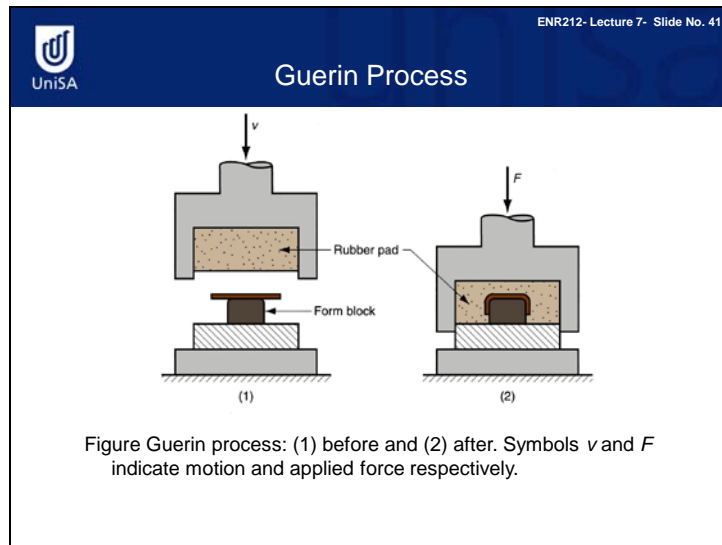 ENR212- Lecture 7- Slide No. 41
UniSA
Guerin Process
v
F
Rubber pad
Form block
(1)
(2)
Figure Guerin process: (1) before and (2) after. Symbols v and F
indicate motion and applied force respectively.